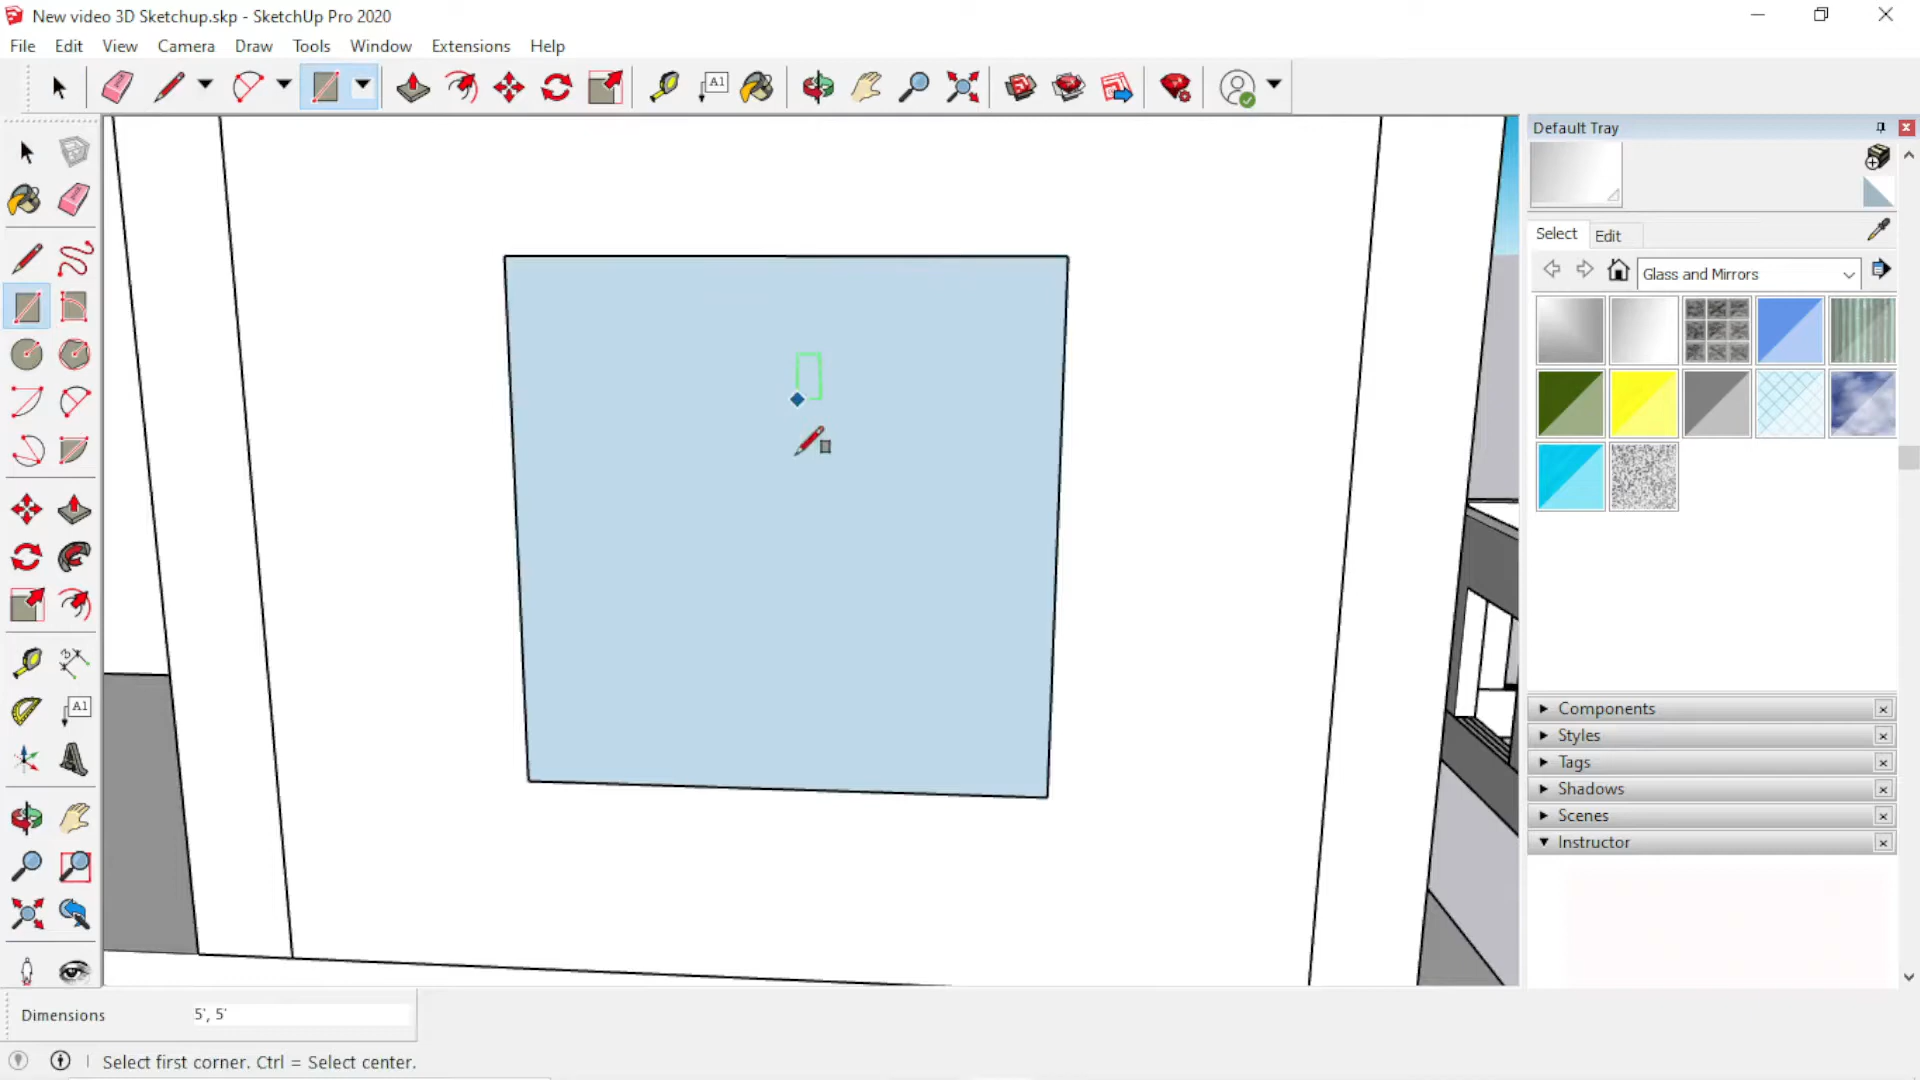 New video 3D Sketchup.skp - SketchUp Pro 2020
File Edit View Camera Draw Tools Window Extensions Help
A1
Default Tray
Select Edit
Glass and Mirrors
A1
Components
Styles
Tags
Shadows
Scenes
Instructor
Dimensions 5', 5'
Select first corner. Ctrl = Select center.